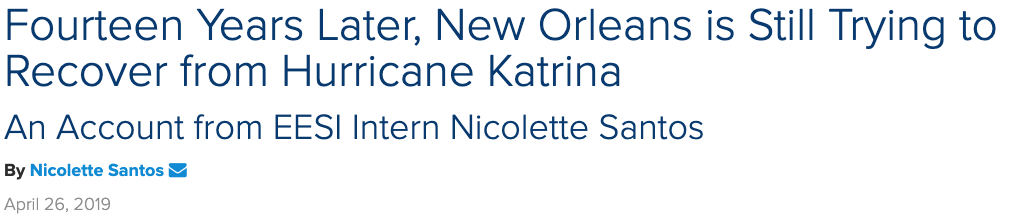 Fourteen Years Later, New Orleans is Still Trying to
Recover from Hurricane Katrina
An Account from EESI Intern Nicolette Santos
By Nicolette Santos
April 26, 2019